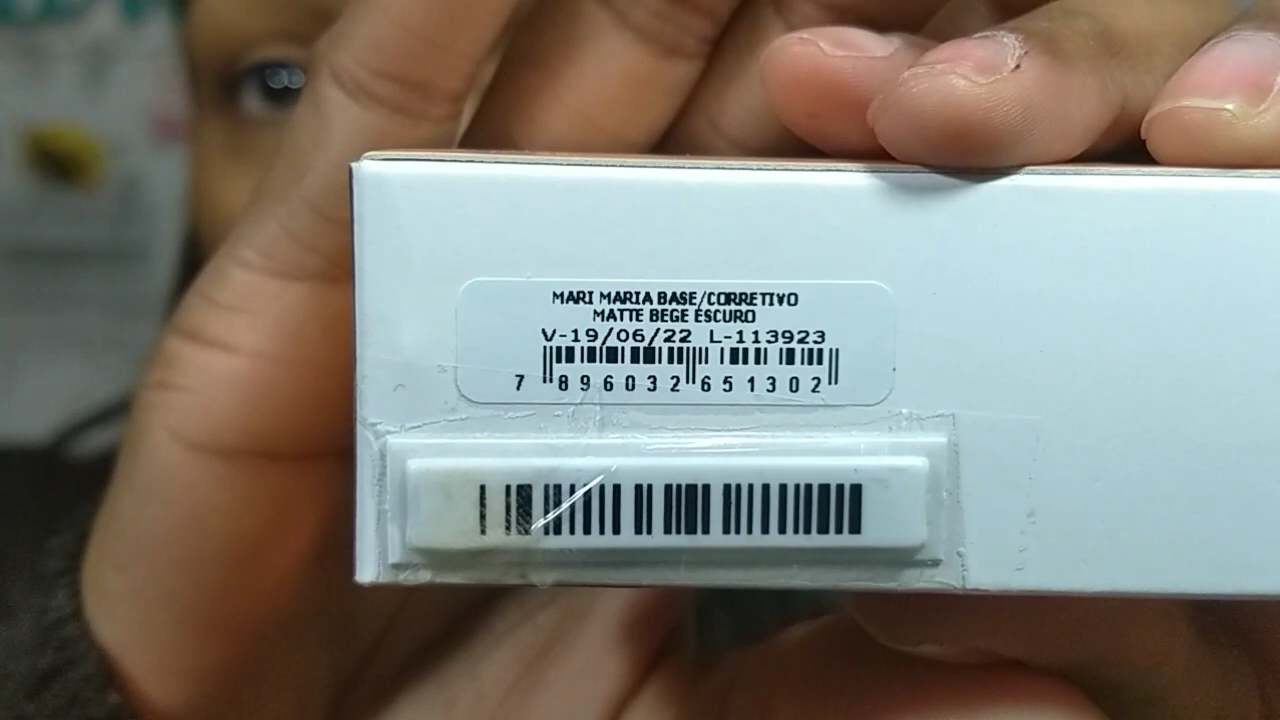 MARI MARIA BASE/CORRETIVO
MATTE BEGE ESCURO
V-19/06/22 L-113923
7 896032 651302